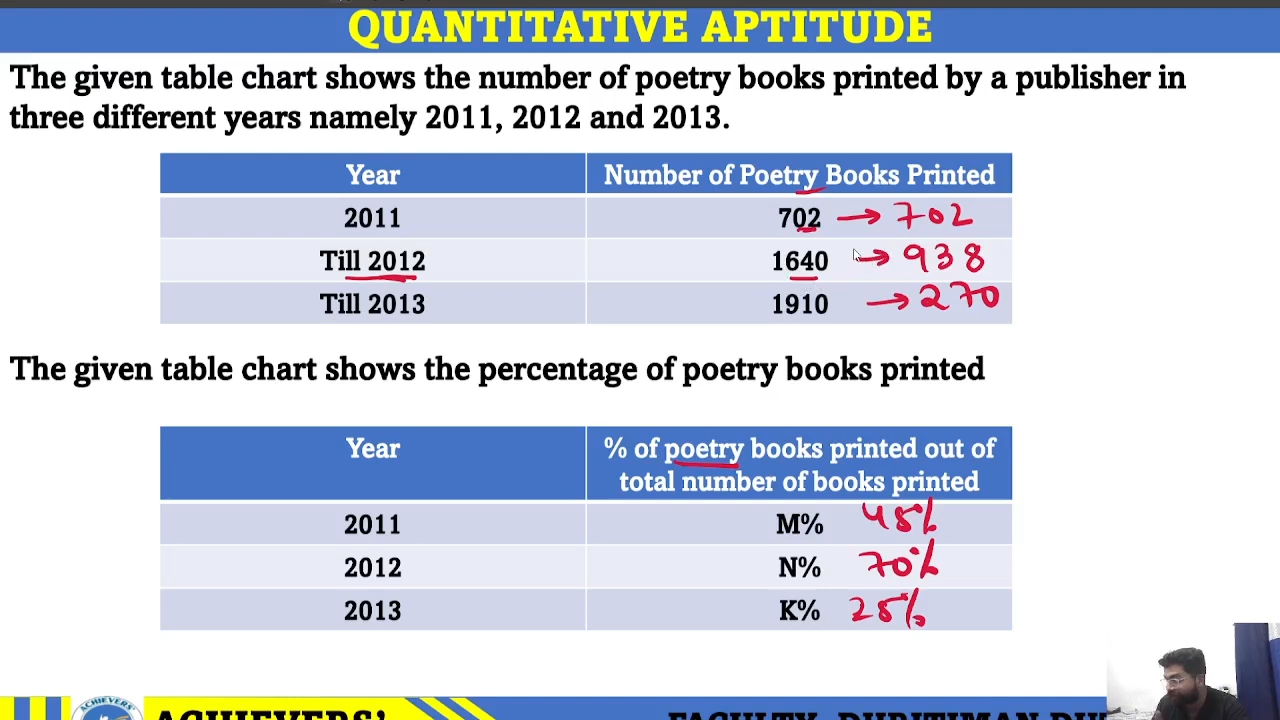 QUANTITATIVE APTITUDE
The given table chart shows the number of poetry books printed by a publisher in
three different years namely 2011, 2012 and 2013.
Year Number of Poetry Books Printed
2011 702 → 702
Till 2012 1640 → 938
Till 2013 1910 → 270
The given table chart shows the percentage of poetry books printed
Year % of poetry books printed out of
total number of books printed
2011 M% 45%
2012 N% 70%
2013 K% 25%
ACHIEVERS
ACHIEVERS' FACULTY